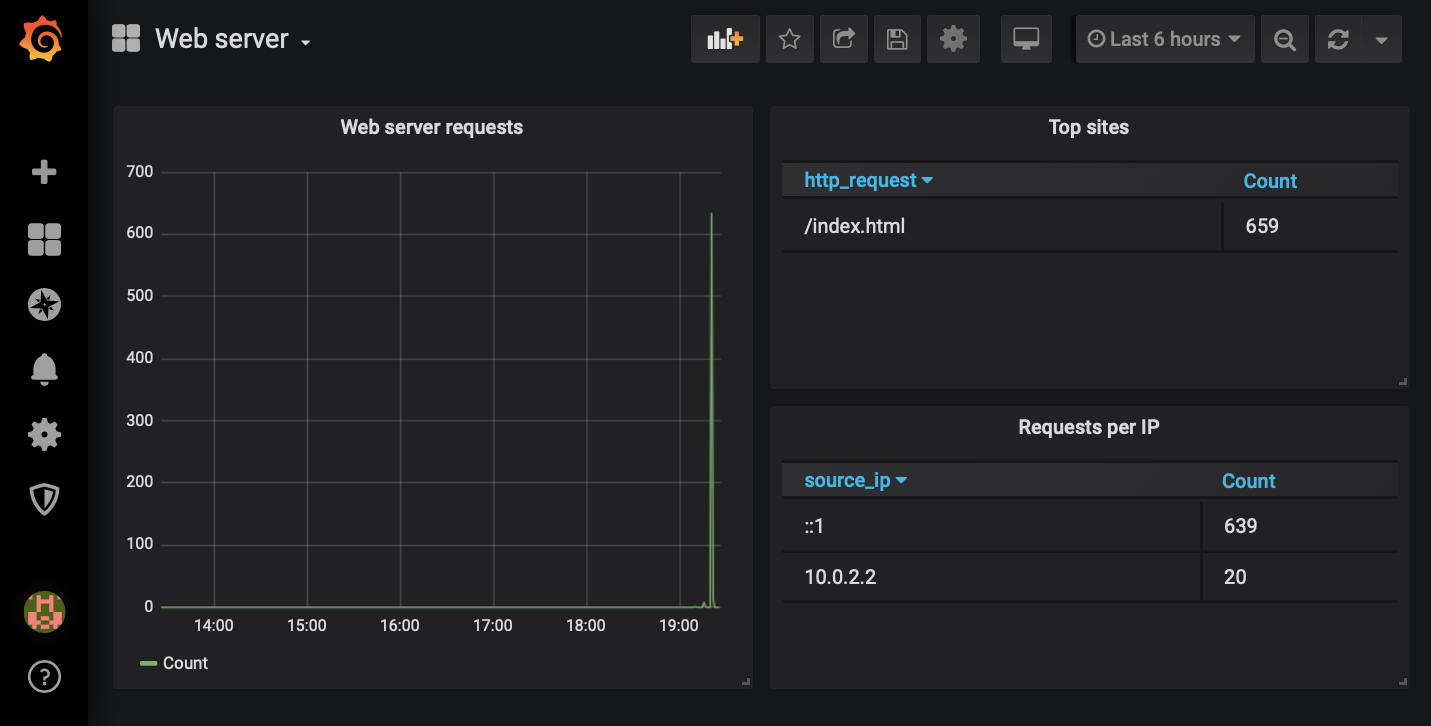 Web server
Last 6 hours
Web server requests
700
600
500
400
300
200
100
0
14:00 15:00 16:00 17:00 18:00 19:00
Count
Top sites
http_request Count
/index.html 659
Requests per IP
source_ip Count
::1 639
10.0.2.2 20
?